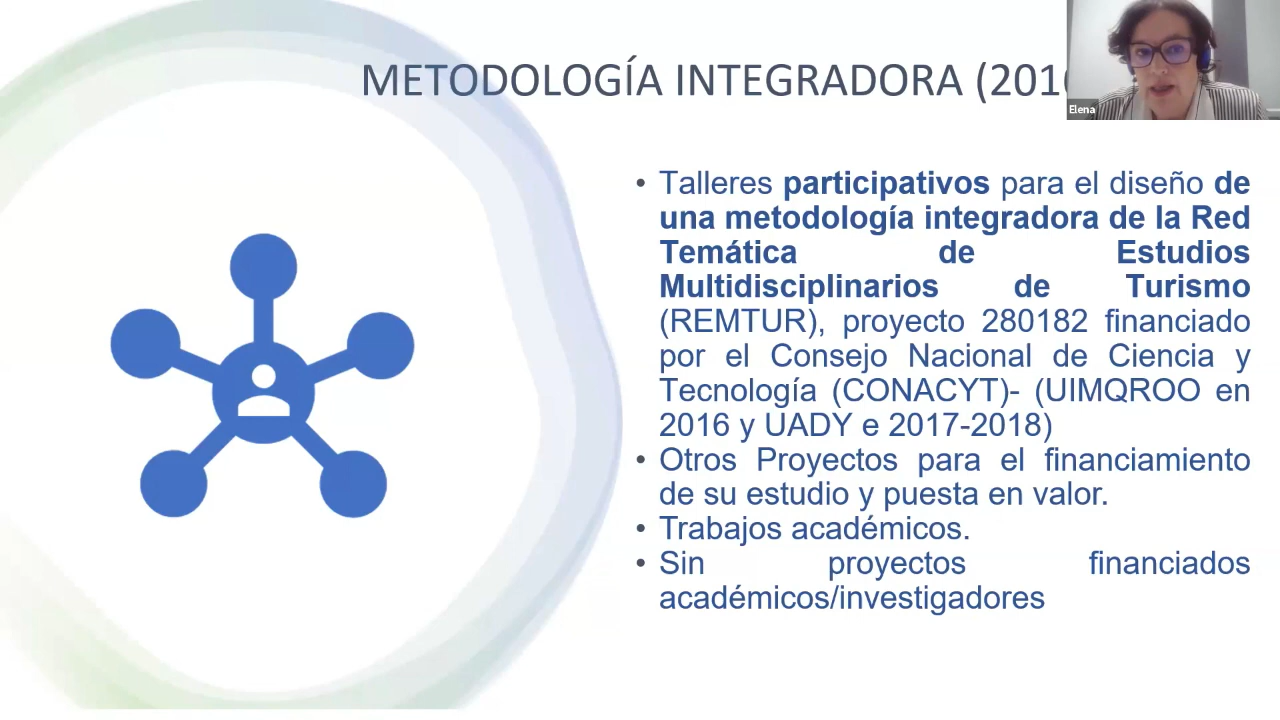 METODOLOGÍA INTEGRADORA (201
Elena
• Talleres participativos para el diseño de
una metodología integradora de la Red
Temática de Estudios
Multidisciplinarios de Turismo
(REMTUR), proyecto 280182 financiado
por el Consejo Nacional de Ciencia y
Tecnología (CONACYT)- (UIMQROO en
2016 y UADY e 2017-2018)
• Otros Proyectos para el financiamiento
de su estudio y puesta en valor.
• Trabajos académicos.
• Sin proyectos financiados
académicos/investigadores